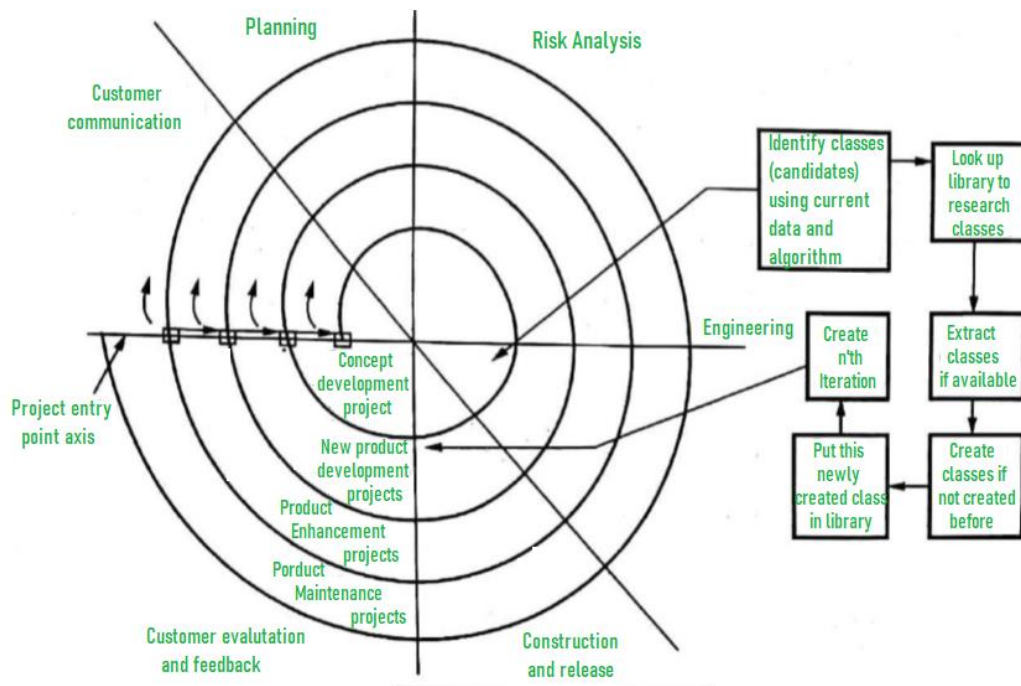 Planning
Risk Analysis
Customer
communication
Identify classes
(candidates)
using current
data and
algorithm
Look up
library to
research
classes
Engineering
Create
n'th
Iteration
Extract
classes
if available
Project entry
point axis
Concept
development
project
New product
development
projects
Product
Enhancement
projects
Porduct
Maintenance
projects
Put this
newly
created class
in library
Create
classes if
not created
before
Customer evalutation
and feedback
Construction
and release